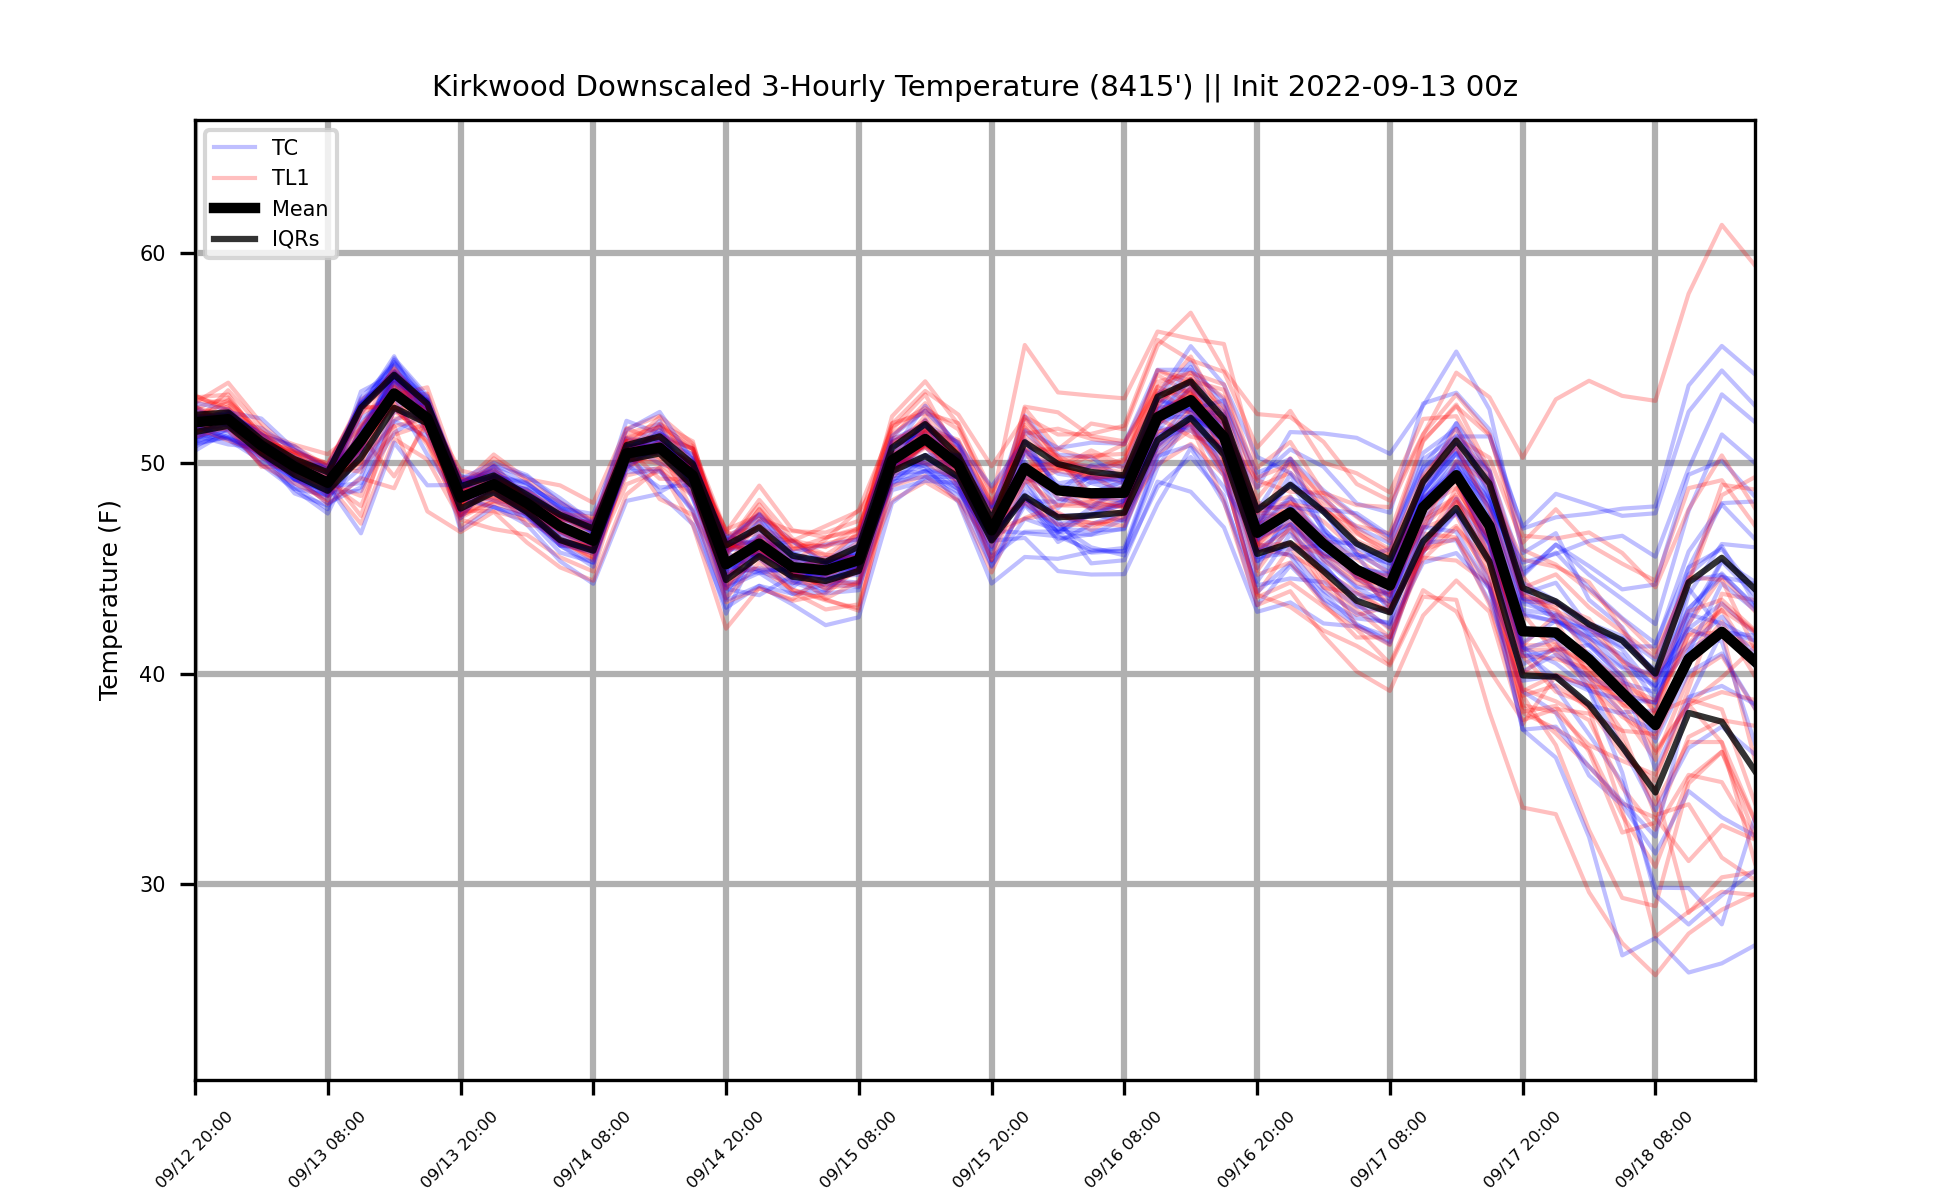 Kirkwood Downscaled 3-Hourly Temperature (8415') || Init 2022-09-13 00z
TC
TL1
Mean
IQRs
Temperature (F)
60
50
40
30
09/12 20:00
09/13 08:00
09/13 20:00
09/14 08:00
09/14 20:00
09/15 08:00
09/15 20:00
09/16 08:00
09/16 20:00
09/17 08:00
09/17 20:00
09/18 08:00